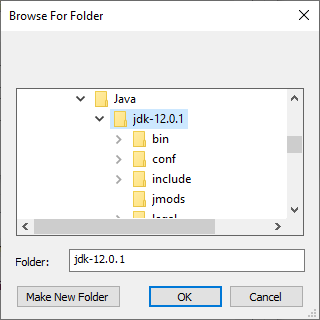 Browse For Folder
Java
jdk-12.0.1
bin
conf
include
jmods
Folder:
jdk-12.0.1
Make New Folder
OK
Cancel